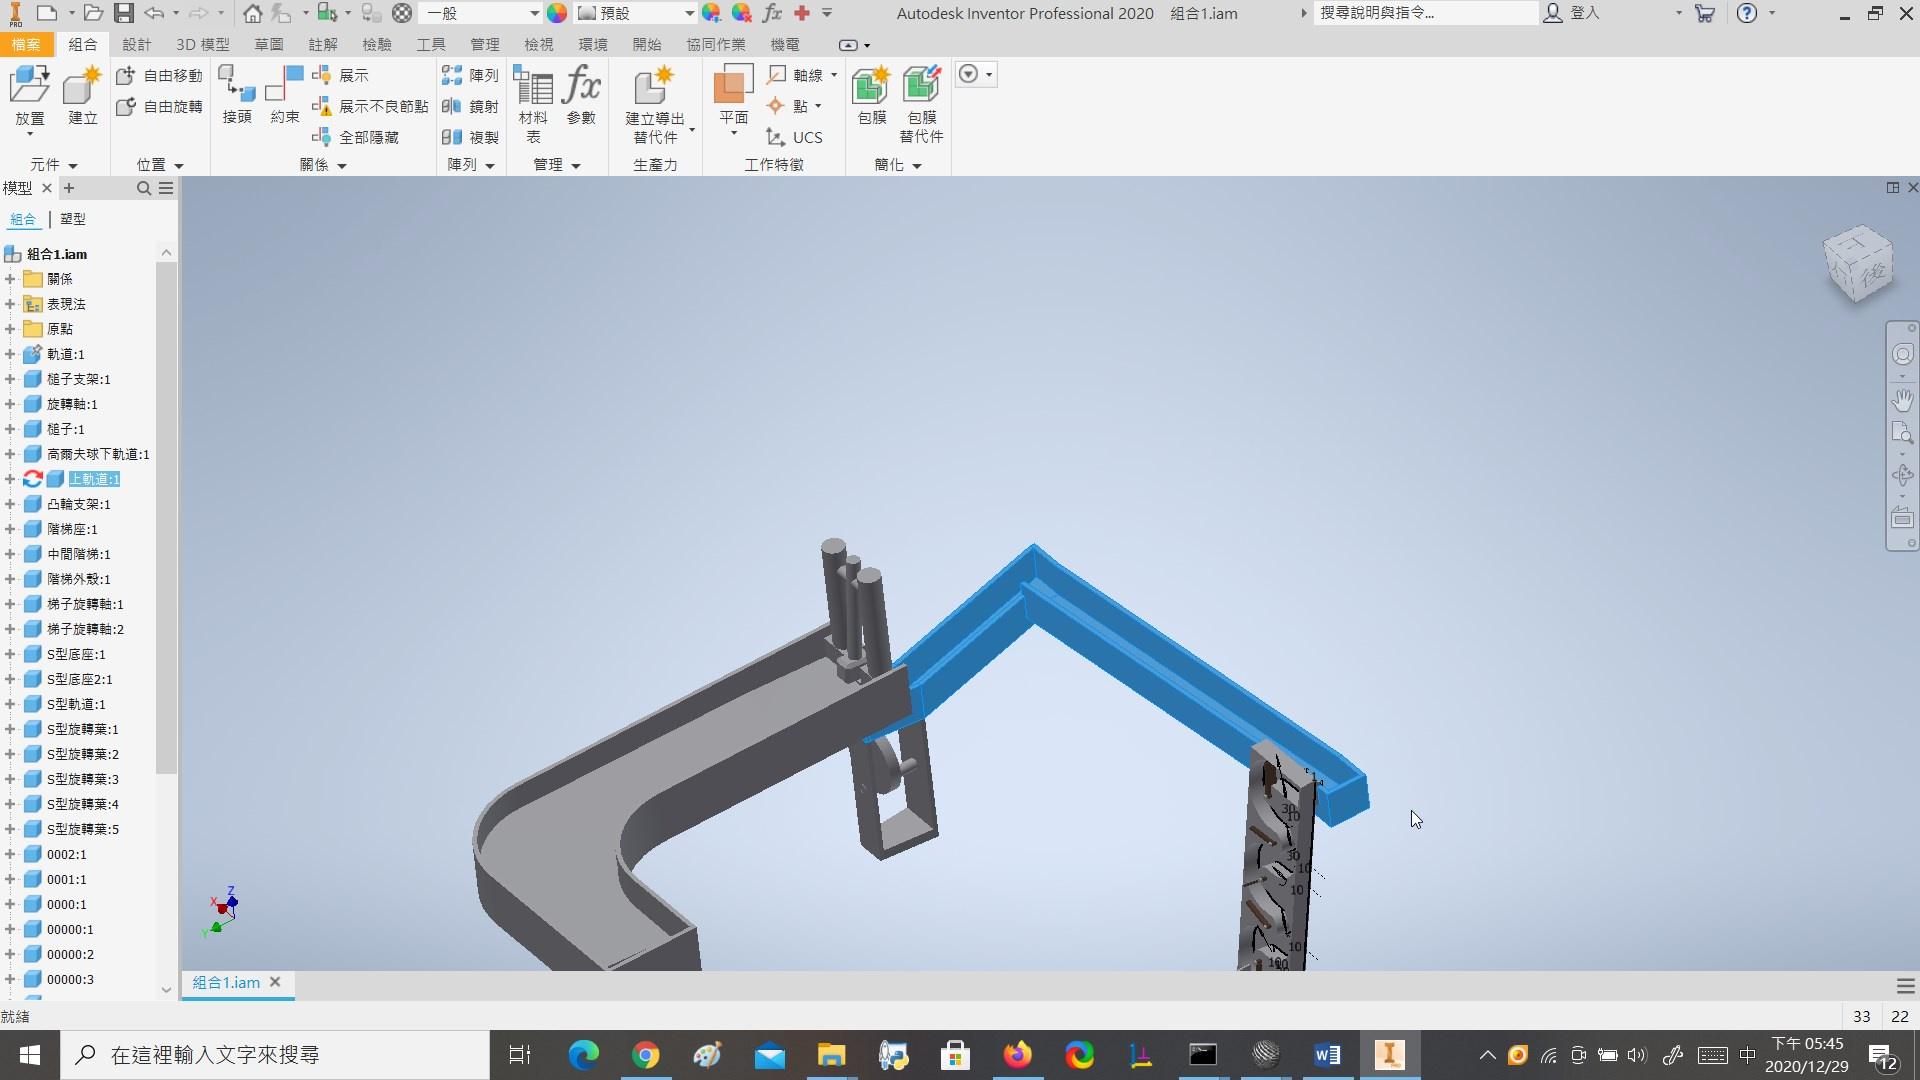 PRO
一般
預設
fx
Autodesk Inventor Professional 2020 組合1.iam
搜尋說明與指令...
登入
檔案 組合 設計 3D 模型 草圖 註解 檢驗 工具 管理 檢視 環境 開始 協同作業 機電
放置
建立
自由移動
自由旋轉
接頭
約束
展示
展示不良節點
全部隱藏
陣列
鏡射
複製
材料
表
fx
參數
建立導出
替代件
平面
軸線
點
UCS
包膜
包膜
替代件
元件
位置
關係
陣列
管理
生產力
工作特徵
簡化
模型
組合 塑型
組合1.iam
關係
表現法
原點
軌道:1
槌子支架:1
旋轉軸:1
槌子:1
高爾夫球下軌道:1
上軌道:1
凸輪支架:1
階梯座:1
中間階梯:1
階梯外殼:1
梯子旋轉軸:1
梯子旋轉軸:2
S型底座:1
S型底座2:1
S型軌道:1
S型旋轉葉:1
S型旋轉葉:2
S型旋轉葉:3
S型旋轉葉:4
S型旋轉葉:5
0002:1
0001:1
0000:1
00000:1
00000:2
00000:3
後
30
10
30
10
10
10
X
Y
Z
組合1.iam
就緒
33 22
在這裡輸入文字來搜尋
中
下午 05:45
2020/12/29
12